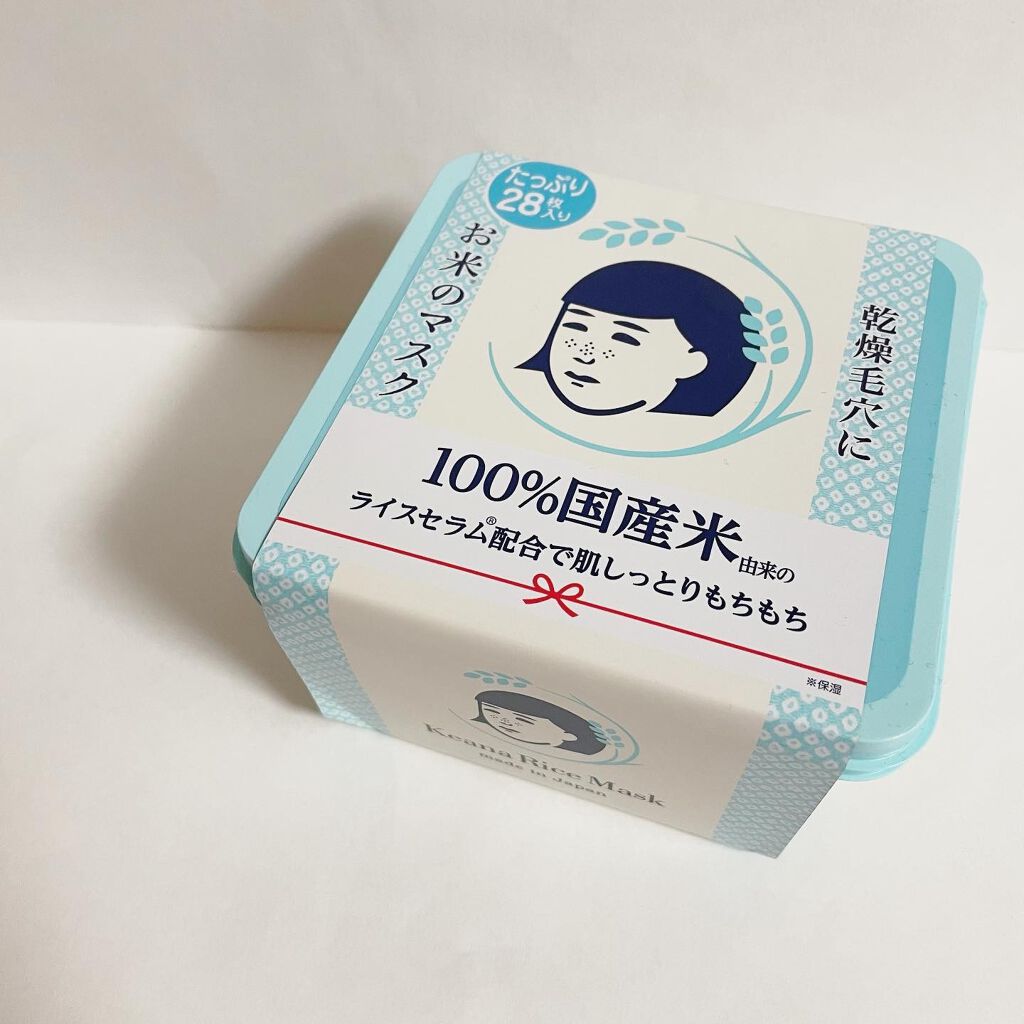 たっぷり
28枚入り
お米のマスク
乾燥毛穴に
100%国産米由来の
ライスセラム®配合で肌しっとりもちもち
※保湿
Keana Rice Mask
made in Japan